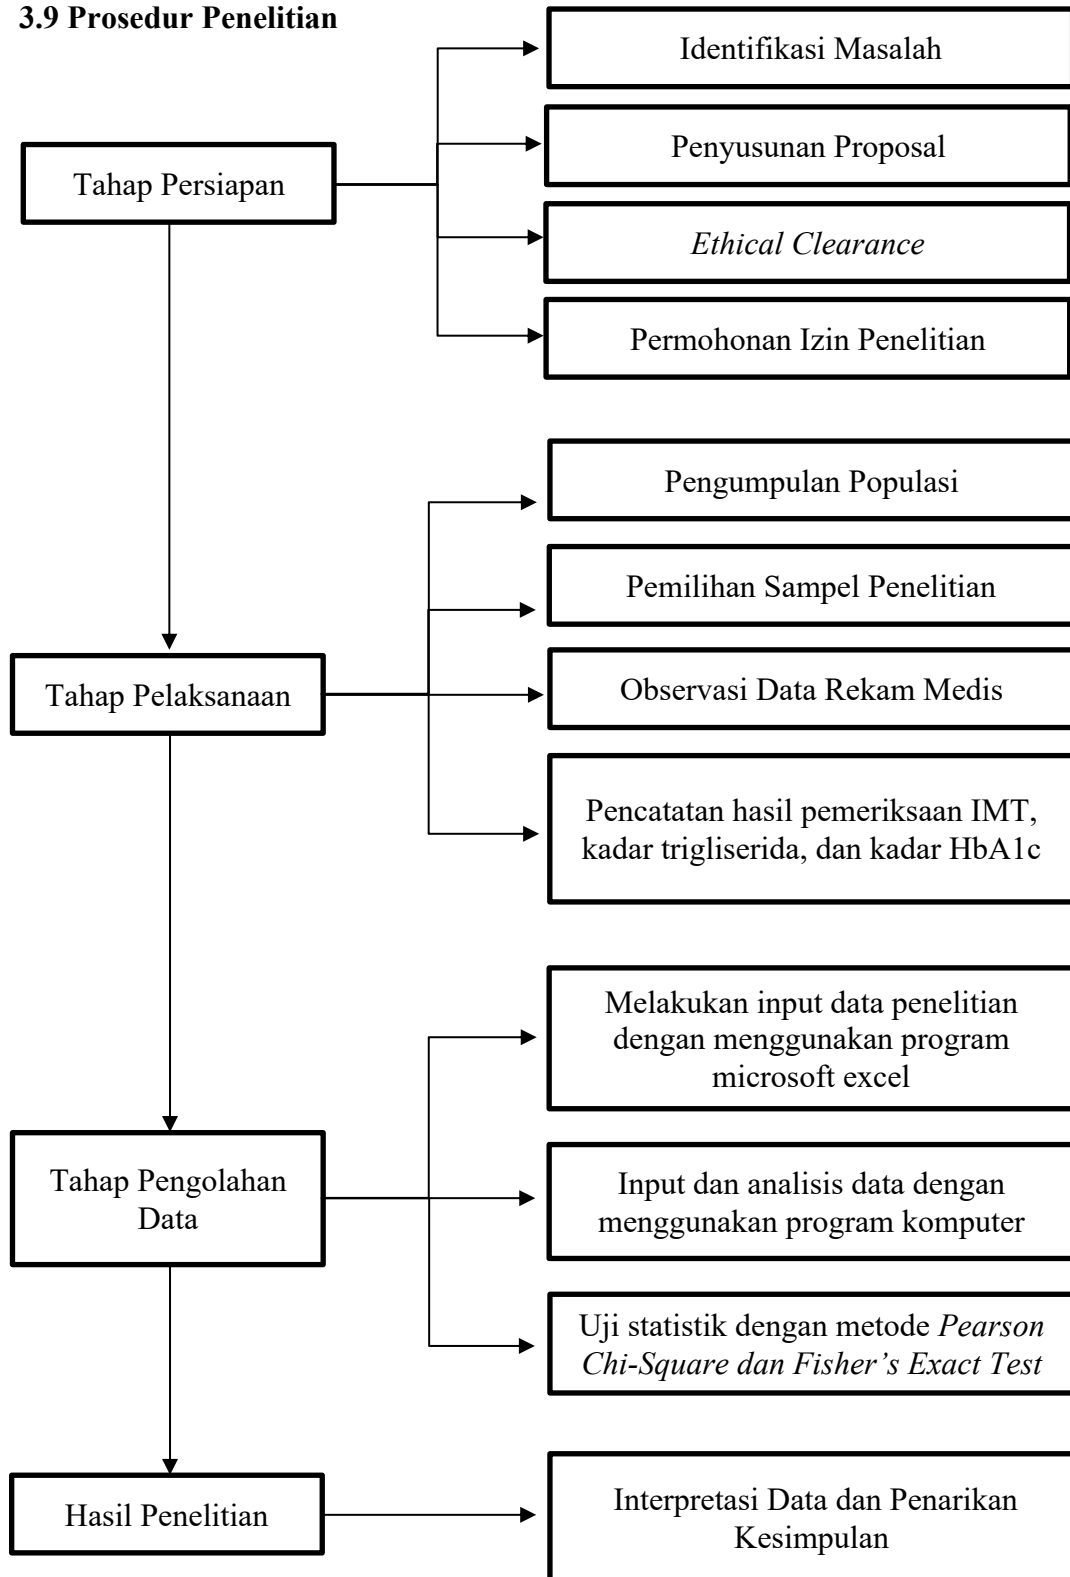 3.9 Prosedur Penelitian
Tahap Persiapan
Identifikasi Masalah
Penyusunan Proposal
Ethical Clearance
Permohonan Izin Penelitian
Tahap Pelaksanaan
Pengumpulan Populasi
Pemilihan Sampel Penelitian
Observasi Data Rekam Medis
Pencatatan hasil pemeriksaan IMT,
kadar trigliserida, dan kadar HbA1c
Tahap Pengolahan
Data
Melakukan input data penelitian
dengan menggunakan program
microsoft excel
Input dan analisis data dengan
menggunakan program komputer
Uji statistik dengan metode Pearson
Chi-Square dan Fisher’s Exact Test
Hasil Penelitian
Interpretasi Data dan Penarikan
Kesimpulan